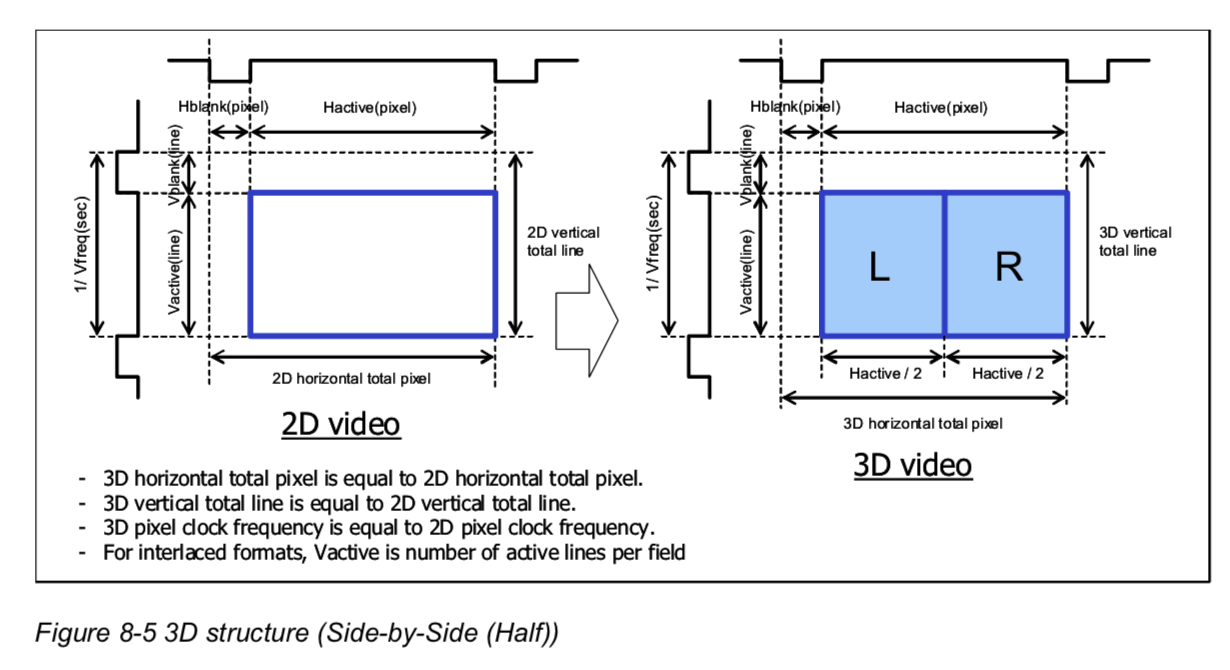 Hblank(pixel)
Hactive(pixel)
Vblank(line)
1/ Vfreq(sec)
Vactive(line)
2D vertical
total line
2D horizontal total pixel
2D video
Hblank(pixel)
Hactive(pixel)
Vblank(line)
1/ Vfreq(sec)
Vactive(line)
L
R
3D vertical
total line
Hactive / 2
Hactive / 2
3D horizontal total pixel
3D video
- 3D horizontal total pixel is equal to 2D horizontal total pixel.
- 3D vertical total line is equal to 2D vertical total line.
- 3D pixel clock frequency is equal to 2D pixel clock frequency.
- For interlaced formats, Vactive is number of active lines per field
Figure 8-5 3D structure (Side-by-Side (Half))